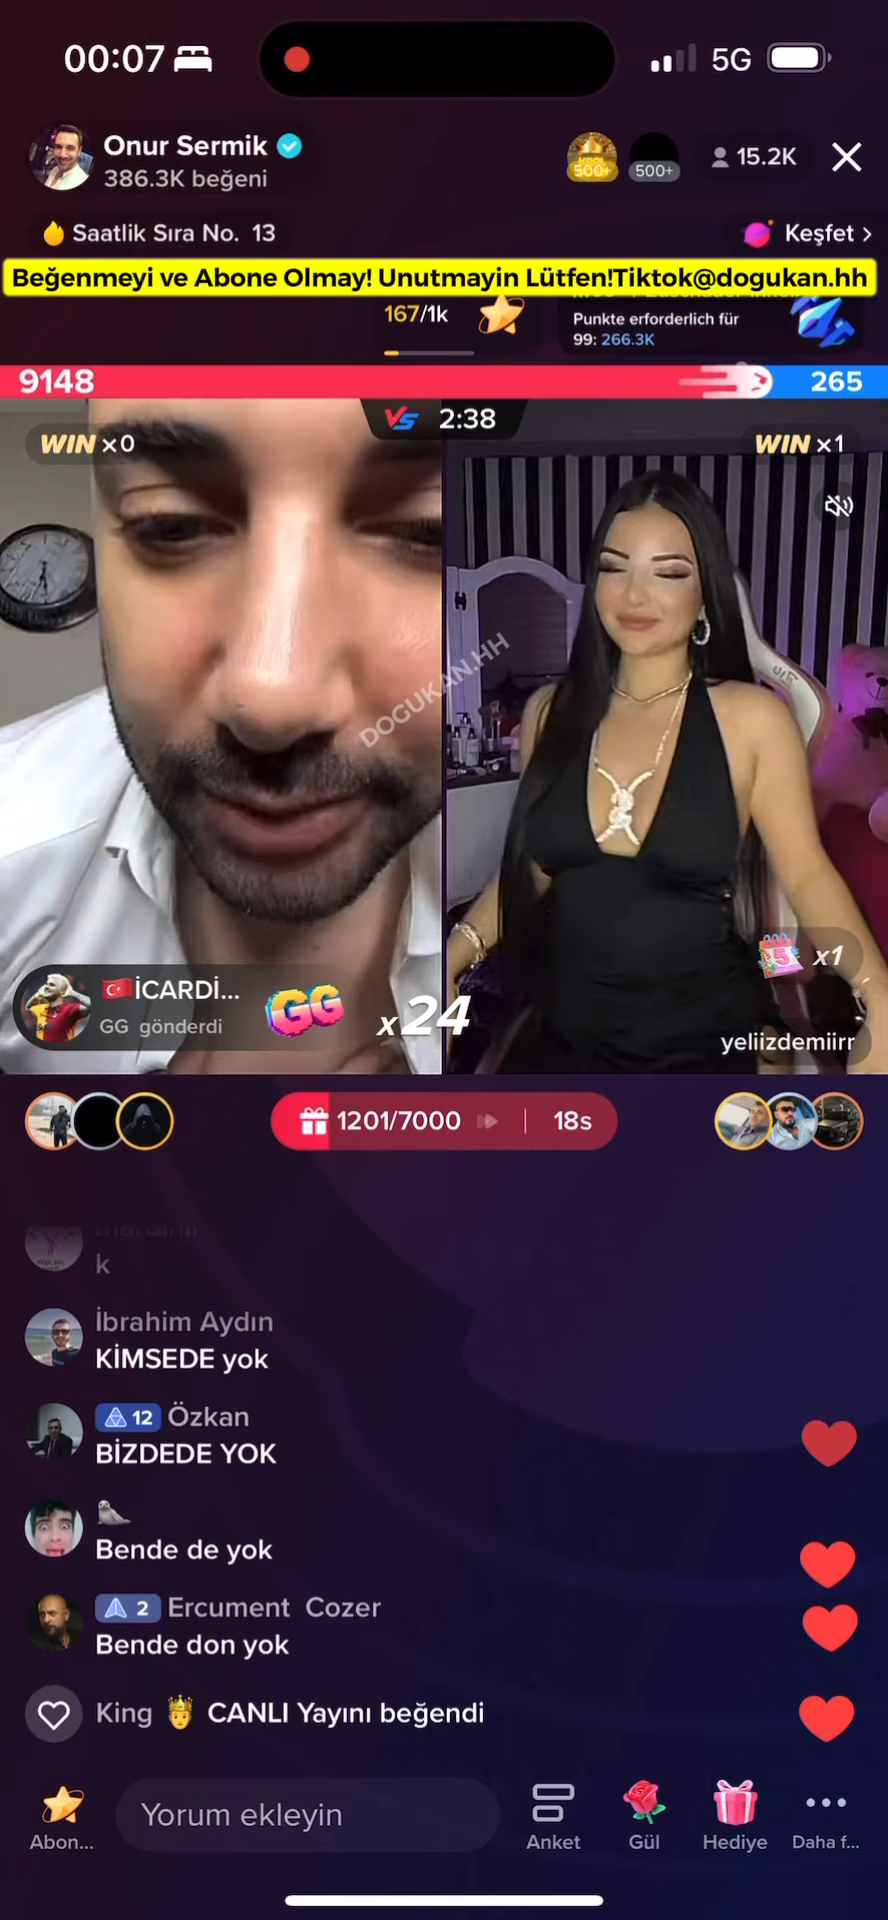 00:07
5G
Onur Sermik
386.3K beğeni
500+
500+
15.2K
Saatlik Sıra No. 13
Keşfet >
Beğenmeyi ve Abone Olmay! Unutmayin Lütfen!Tiktok@dogukan.hh
167/1k
Punkte erforderlich für
99: 266.3K
9148
265
VS 2:38
WIN x0
WIN x1
DOGUKAN.HH
İCARDİ...
GG gönderdi
GG
x24
5
x1
yeliizdemiirr
1201/7000
18s
k
İbrahim Aydın
KİMSEDE yok
12 Özkan
BİZDEDE YOK
Bende de yok
2 Ercument Cozer
Bende don yok
King CANLI Yayını beğendi
Yorum ekleyin
Abon...
Anket
Gül
Hediye
Daha f...